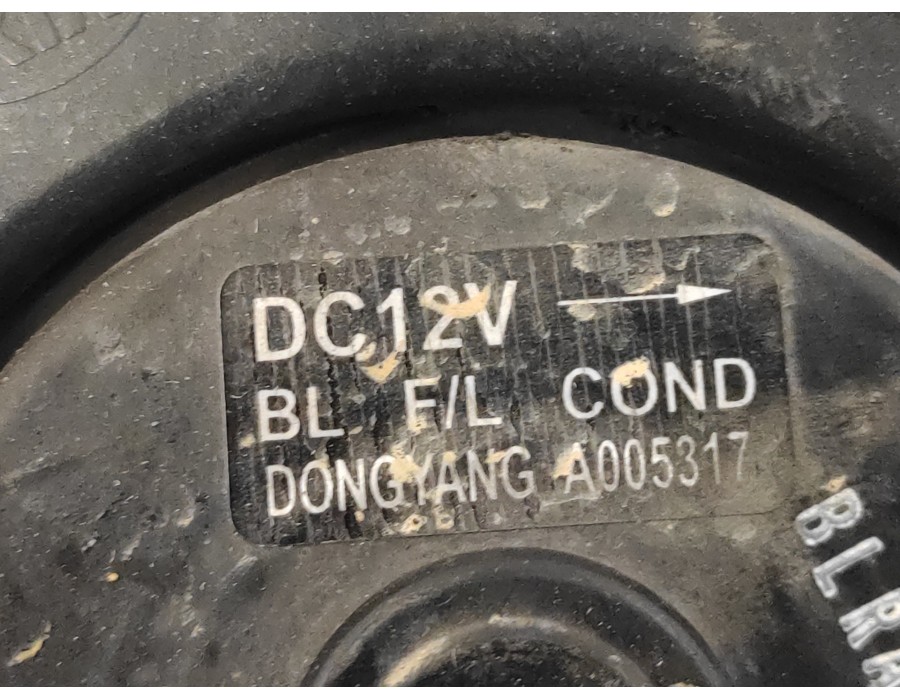 DC12V
BL F/L COND
DONGYANG A005317